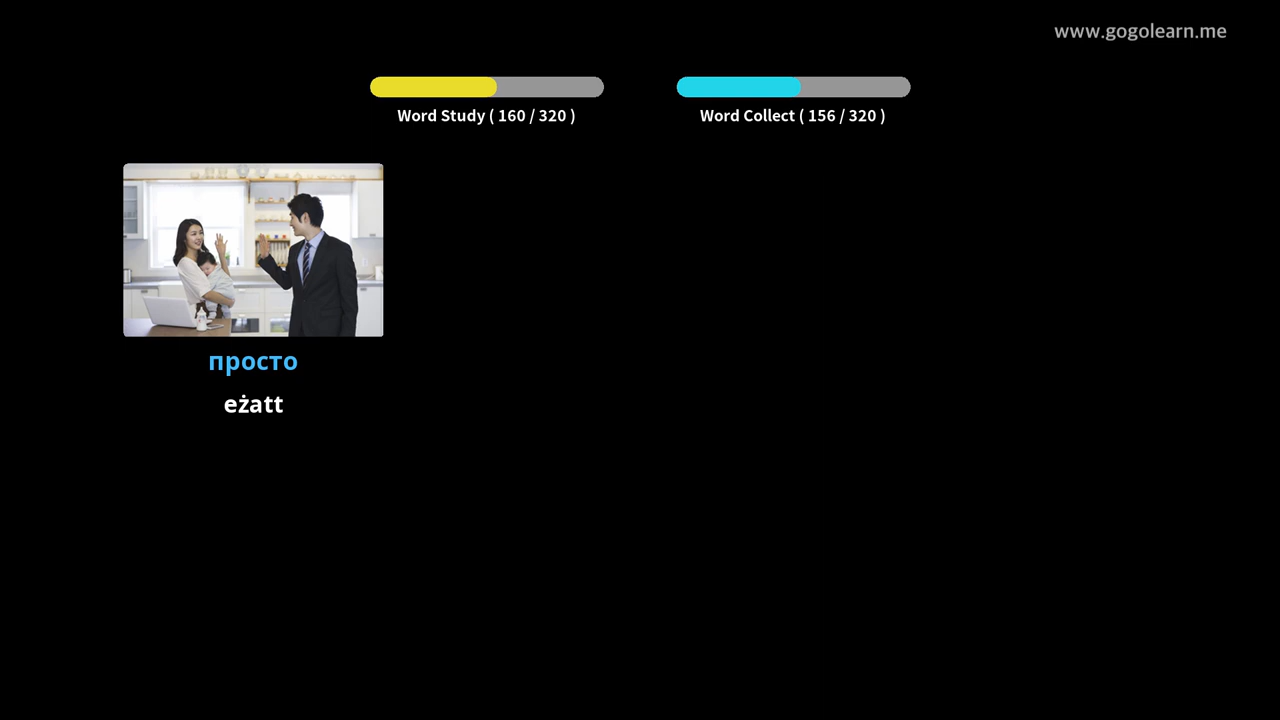 www.gogolearn.me
Word Study ( 160 / 320 )
Word Collect ( 156 / 320 )
просто
eżatt